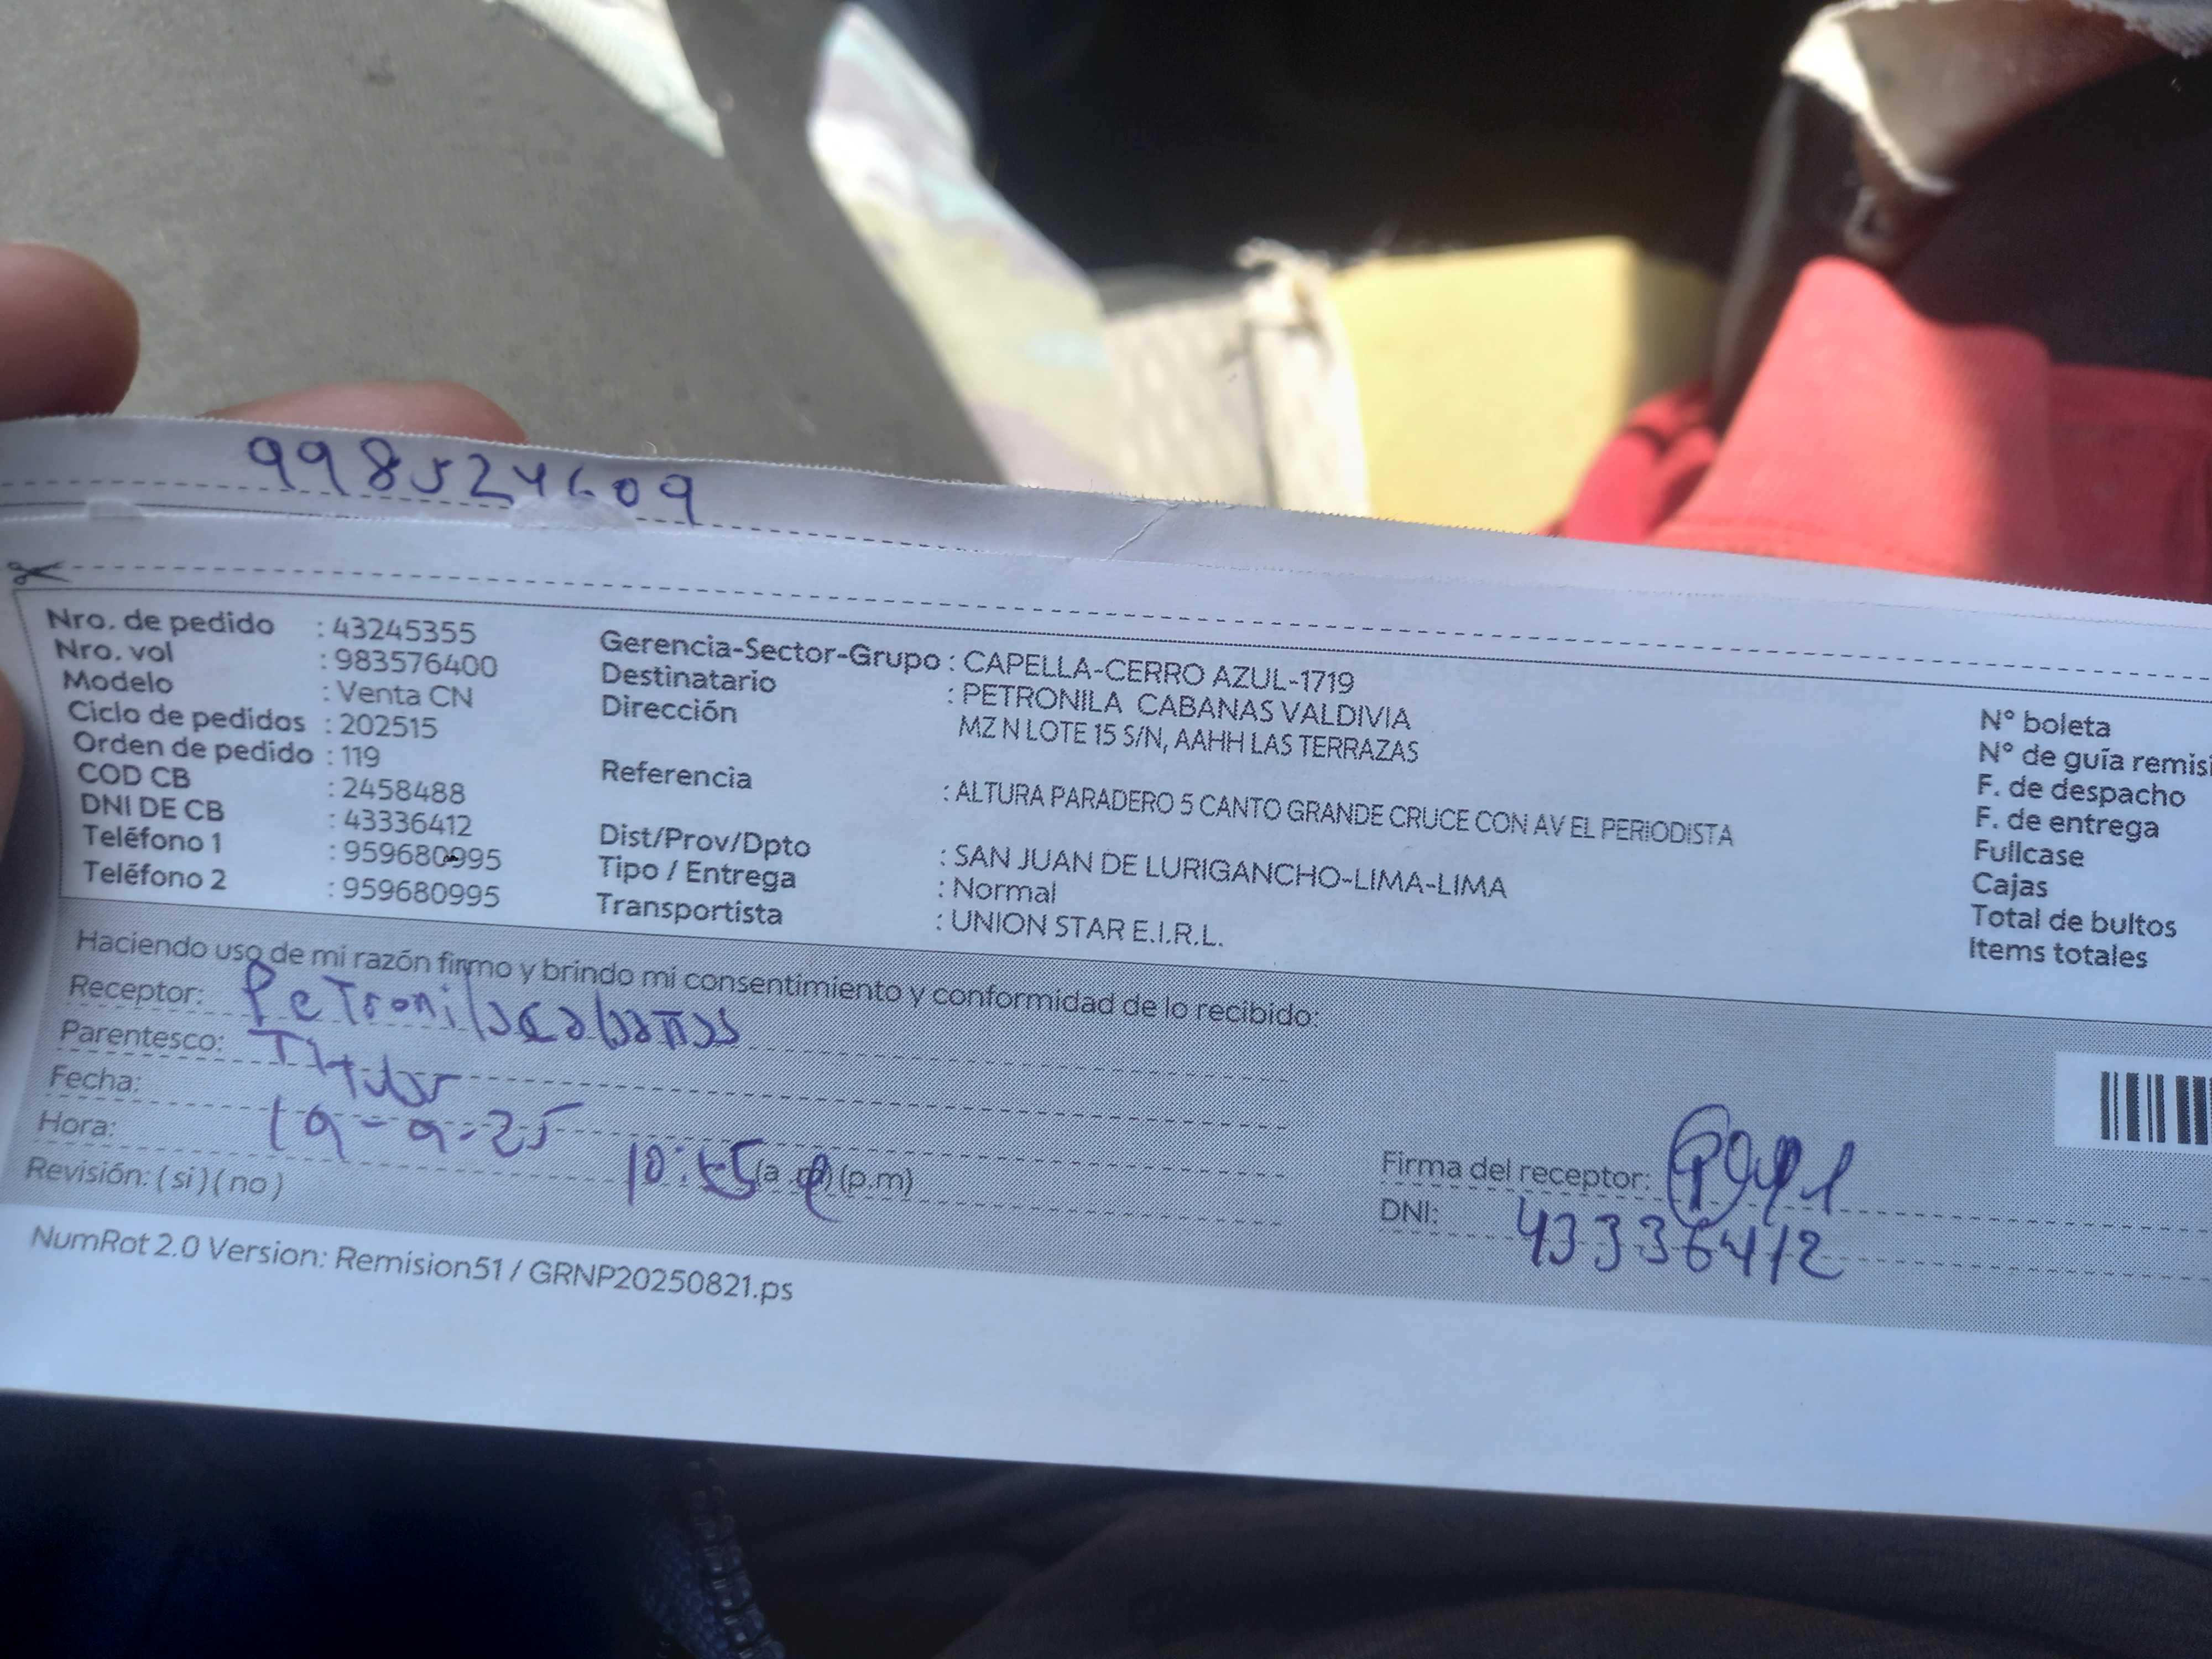 998524609
Nro. de pedido : 43245355
Nro. vol : 983576400
Modelo : Venta CN
Ciclo de pedidos : 202515
Orden de pedido : 119
COD CB : 2458488
DNI DE CB : 43336412
Teléfono 1 : 959680995
Teléfono 2 : 959680995
Gerencia-Sector-Grupo : CAPELLA-CERRO AZUL-1719
Destinatario : PETRONILA CABANAS VALDIVIA
Dirección MZ N LOTE 15 S/N, AAHH LAS TERRAZAS
Referencia : ALTURA PARADERO 5 CANTO GRANDE CRUCE CON AV EL PERIODISTA
Dist/Prov/Dpto : SAN JUAN DE LURIGANCHO-LIMA-LIMA
Tipo / Entrega : Normal
Transportista : UNION STAR E.I.R.L.
N° boleta
N° de guía remisi
F. de despacho
F. de entrega
Fullcase
Cajas
Total de bultos
Items totales
Haciendo uso de mi razón firmo y brindo mi consentimiento y conformidad de lo recibido:
Receptor: Petronila Cabañas
Parentesco: Titular
Fecha: 19-9-25
Hora: (a.m) (p.m)
Revisión: ( si ) ( no )
Firma del receptor:
DNI: 43336412
NumRot 2.0 Version: Remision51 / GRNP20250821.ps